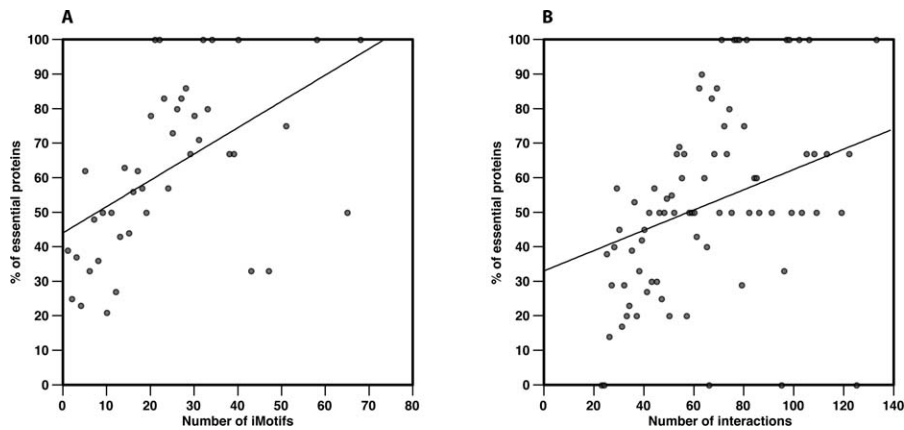 A
% of essential proteins
100
90
80
70
60
50
40
30
20
10
0
0 10 20 30 40 50 60 70 80
Number of iMotifs
B
% of essential proteins
100
90
80
70
60
50
40
30
20
10
0
0 20 40 60 80 100 120 140
Number of interactions